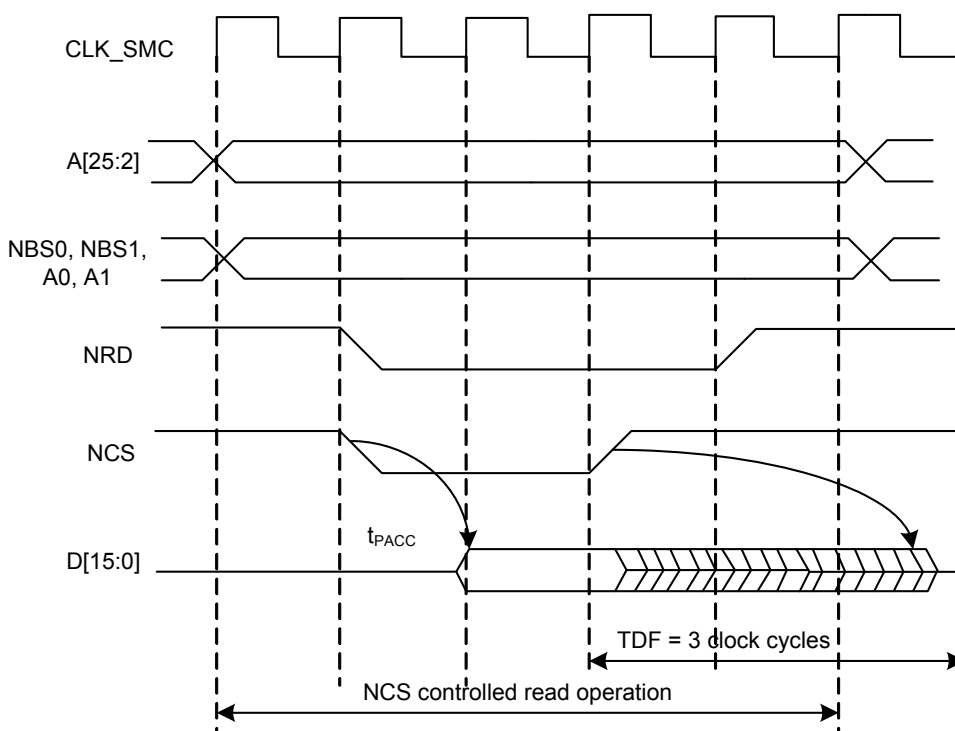 CLK_SMC
A[25:2]
NBS0, NBS1,
A0, A1
NRD
NCS
tPACC
D[15:0]
TDF = 3 clock cycles
NCS controlled read operation